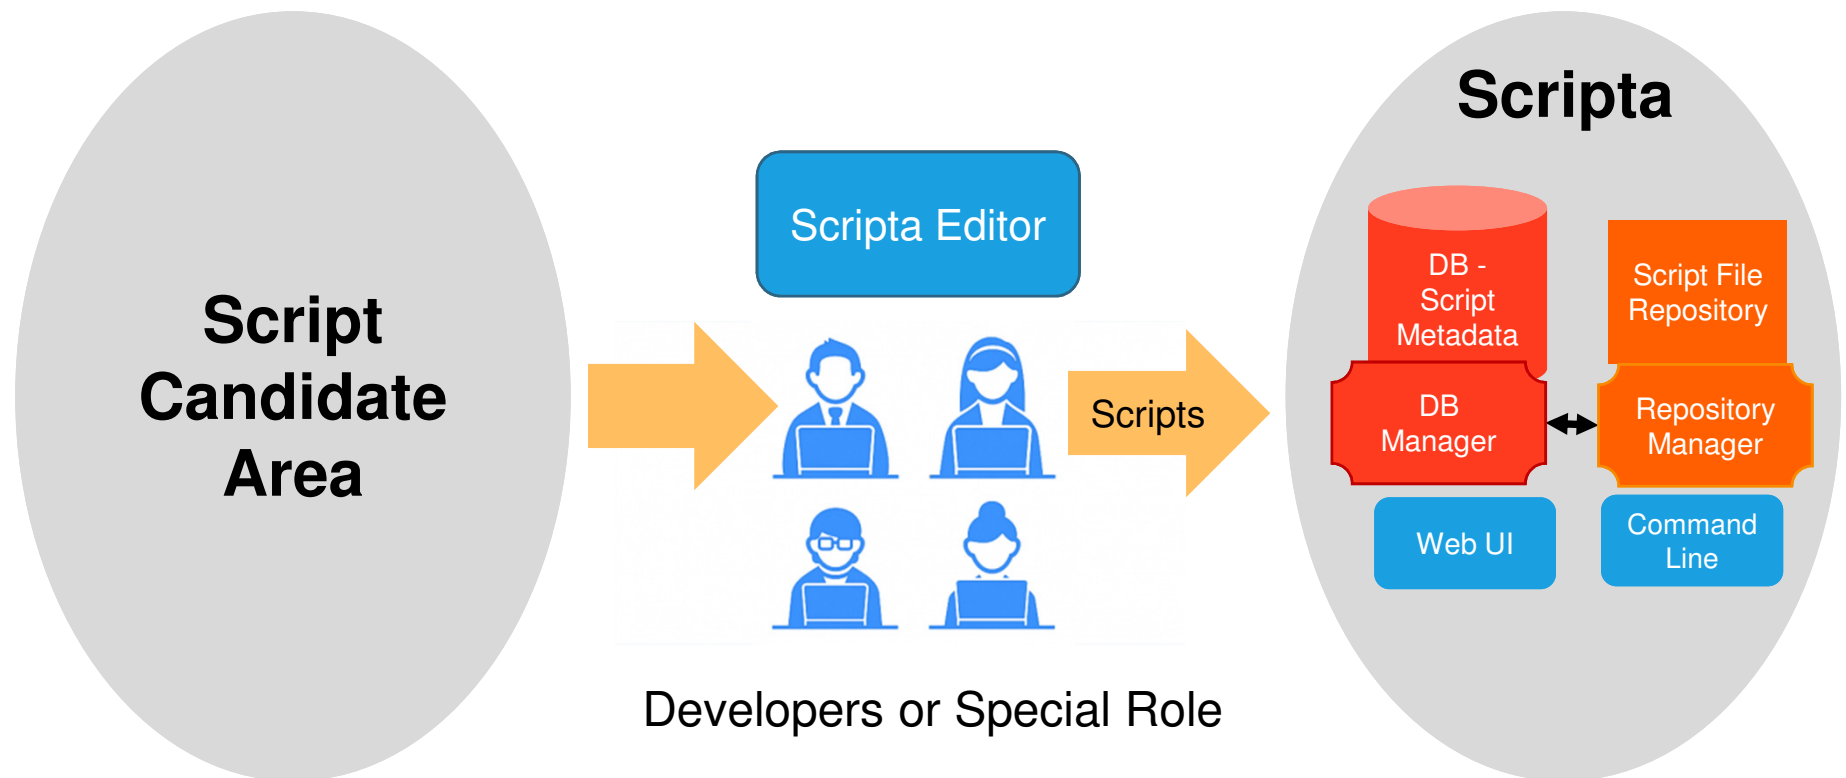 Script
Candidate
Area
Scripta Editor
Scripts
Developers or Special Role
Scripta
DB -
Script
Metadata
Script File
Repository
DB
Manager
Repository
Manager
Web UI
Command
Line